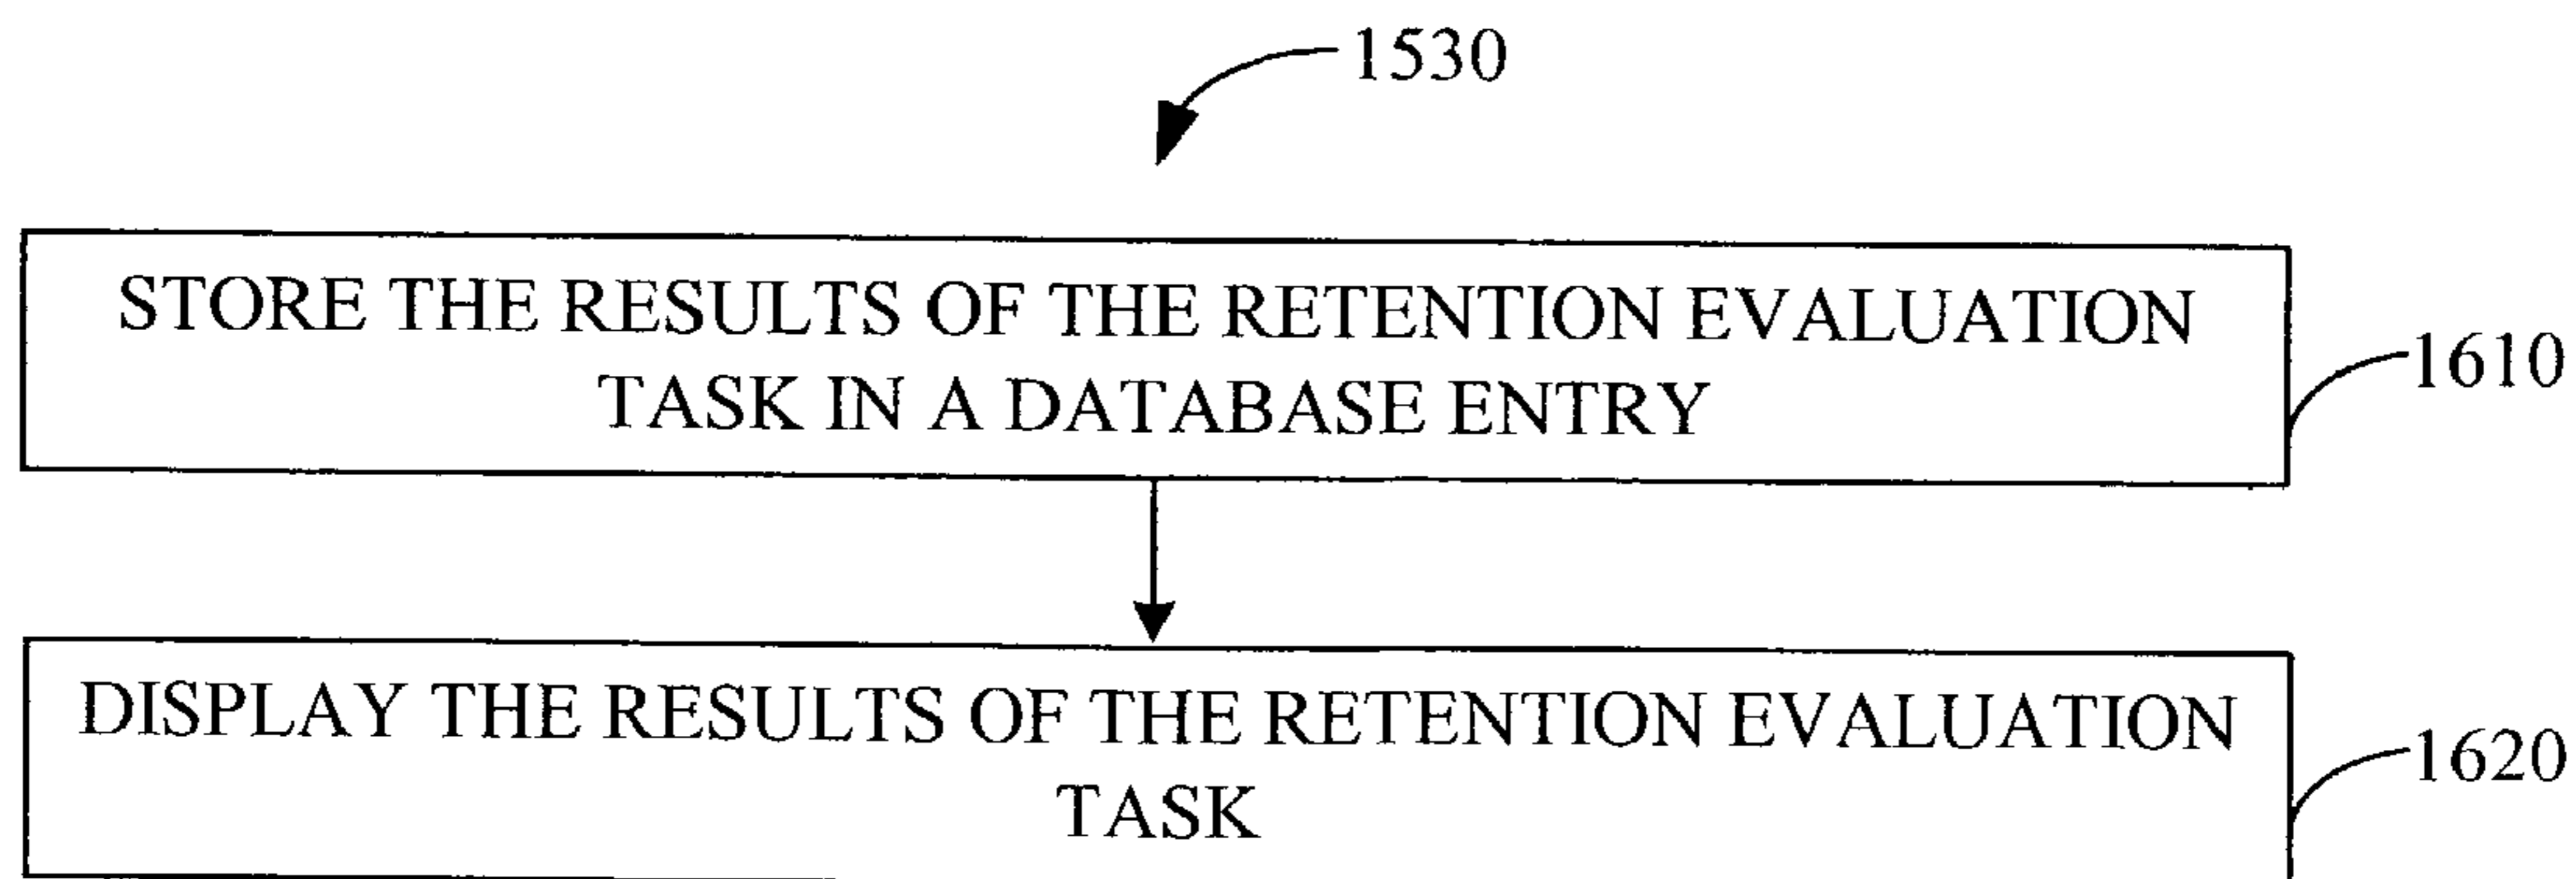 1530
STORE THE RESULTS OF THE RETENTION EVALUATION
TASK IN A DATABASE ENTRY
1610
DISPLAY THE RESULTS OF THE RETENTION EVALUATION
TASK
1620